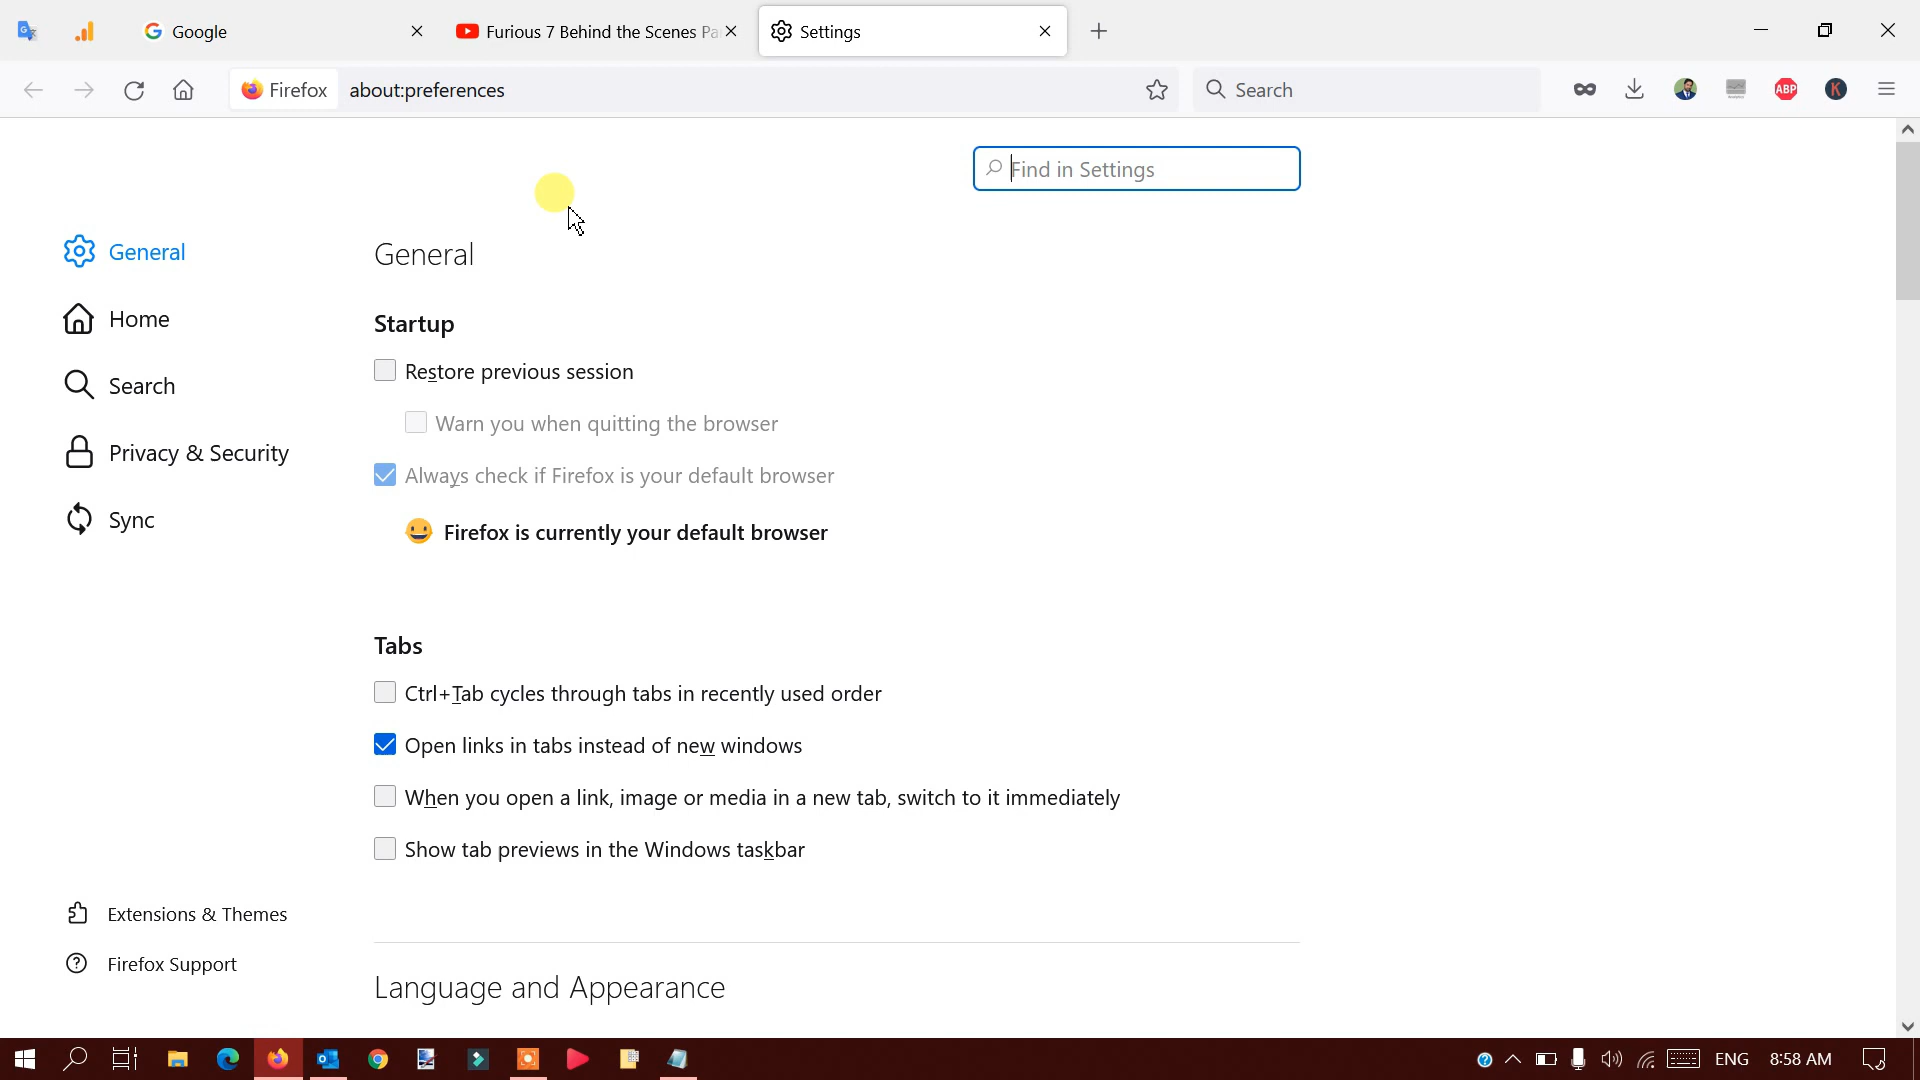 Google
Furious 7 Behind the Scenes Pa
Settings
Firefox
about:preferences
Search
ABP
K
Find in Settings
General
Home
Search
Privacy & Security
Sync
Extensions & Themes
Firefox Support
General
Startup
Restore previous session
Warn you when quitting the browser
Always check if Firefox is your default browser
Firefox is currently your default browser
Tabs
Ctrl+Tab cycles through tabs in recently used order
Open links in tabs instead of new windows
When you open a link, image or media in a new tab, switch to it immediately
Show tab previews in the Windows taskbar
Language and Appearance
ENG
8:58 AM